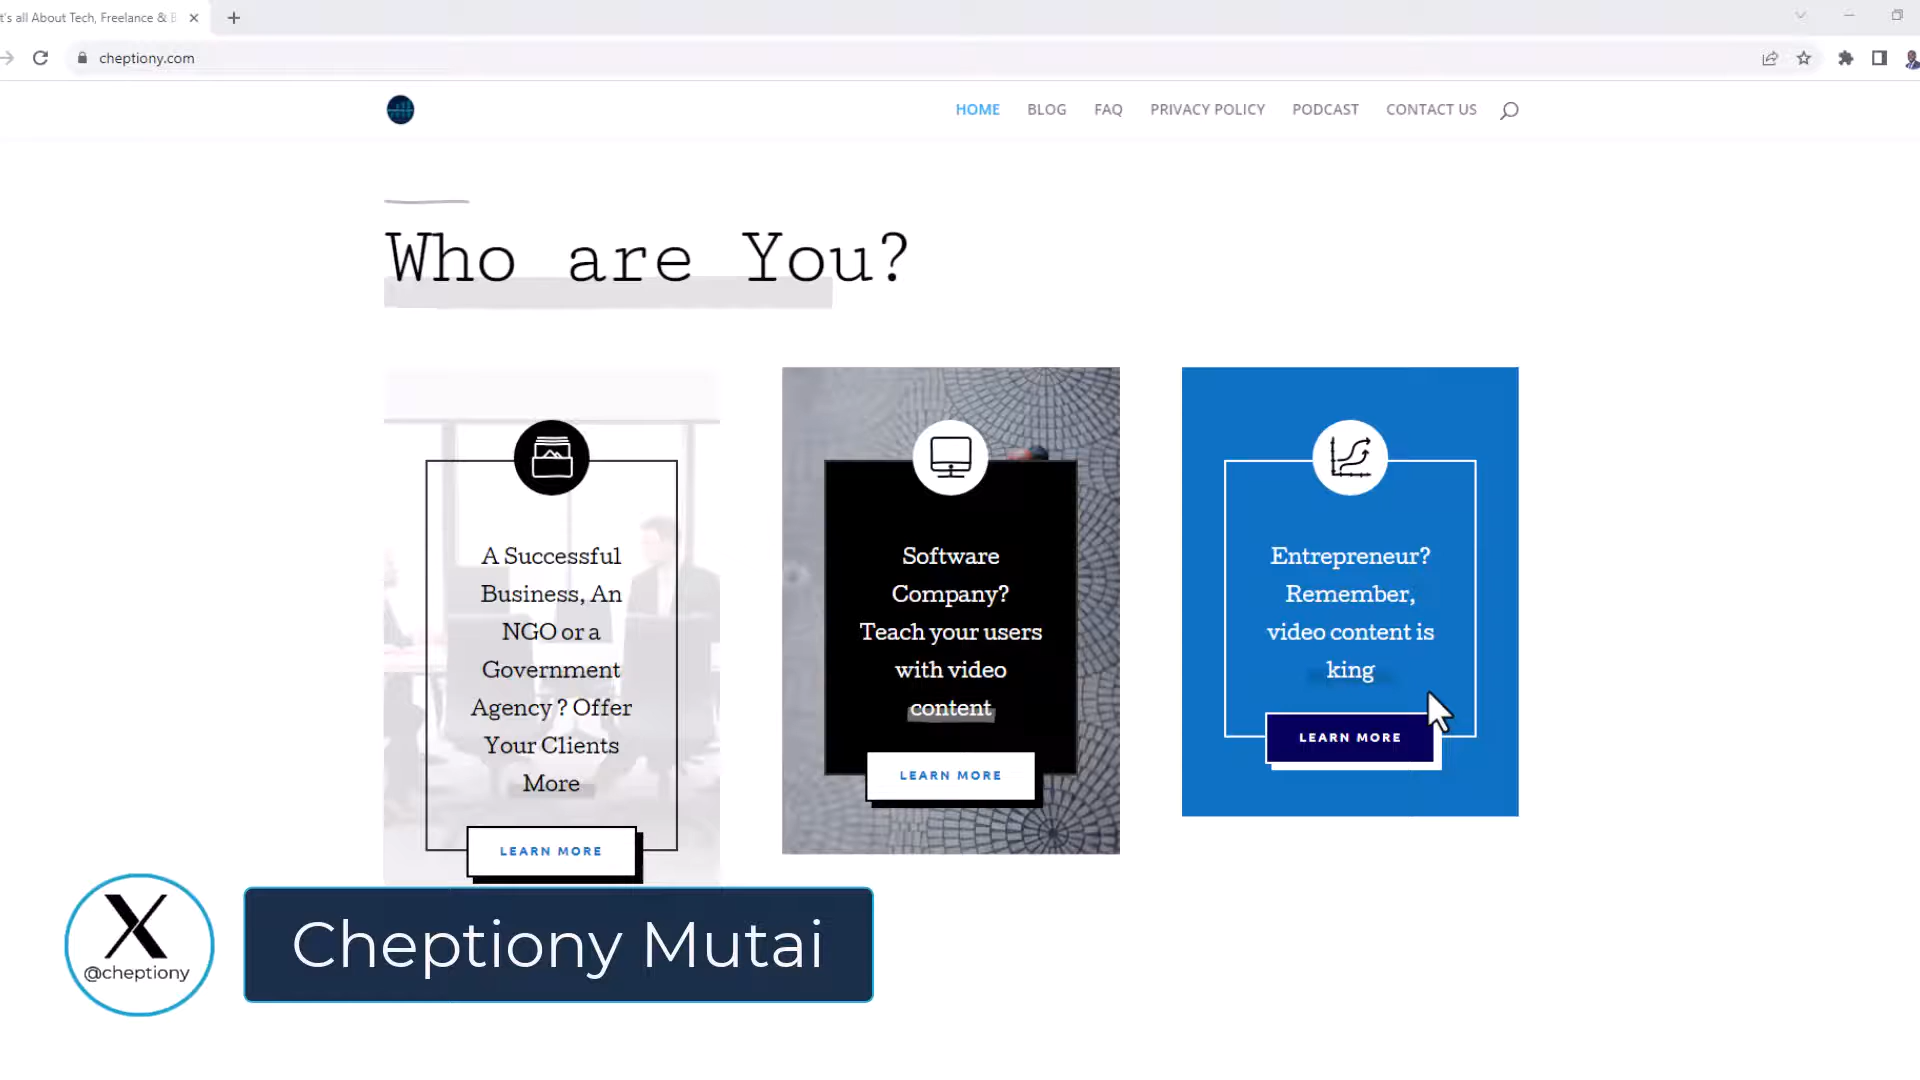 t's all About Tech, Freelance & B
cheptiony.com
HOME BLOG FAQ PRIVACY POLICY PODCAST CONTACT US
Who are You?
A Successful
Business, An
NGO or a
Government
Agency ? Offer
Your Clients
More
LEARN MORE
Software
Company?
Teach your users
with video
content
LEARN MORE
Entrepreneur?
Remember,
video content is
king
LEARN MORE
X
@cheptiony
Cheptiony Mutai